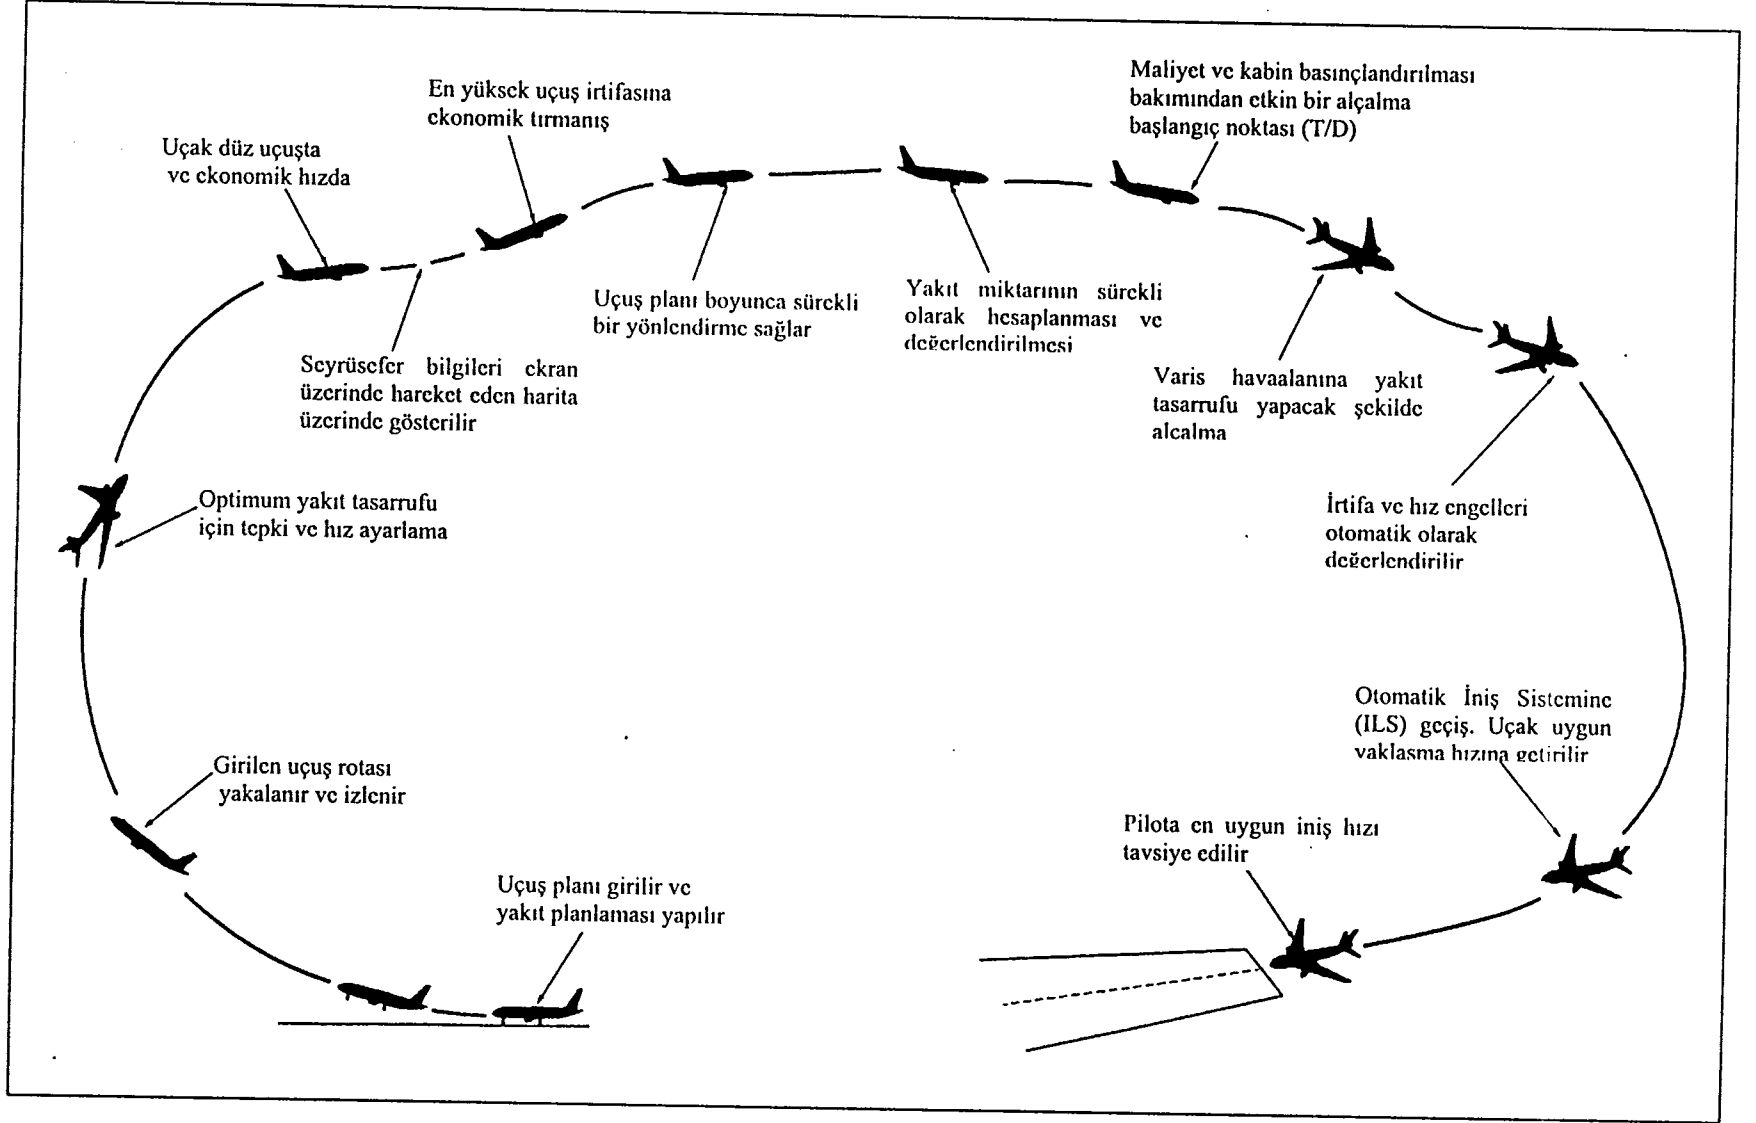 Maliyet ve kabin basınçlandırılması
bakımından etkin bir alçalma
başlangıç noktası (T/D)
En yüksek uçuş irtifasına
ekonomik tırmanış
Uçak düz uçuşta
ve ekonomik hızda
Uçuş planı boyunca sürekli
bir yönlendirme sağlar
Yakıt miktarının sürekli
olarak hesaplanması ve
değerlendirilmesi
Seyrüsefer bilgileri ekran
üzerinde hareket eden harita
üzerinde gösterilir
Varis havaalanına yakıt
tasarrufu yapacak şekilde
alcalma
Optimum yakıt tasarrufu
için tepki ve hız ayarlama
İrtifa ve hız engelleri
otomatik olarak
değerlendirilir
Otomatik İniş Sistemine
(ILS) geçiş. Uçak uygun
yaklasma hızına getirilir
Girilen uçuş rotası
yakalanır ve izlenir
Pilota en uygun iniş hızı
tavsiye edilir
Uçuş planı girilir ve
yakıt planlaması yapılır